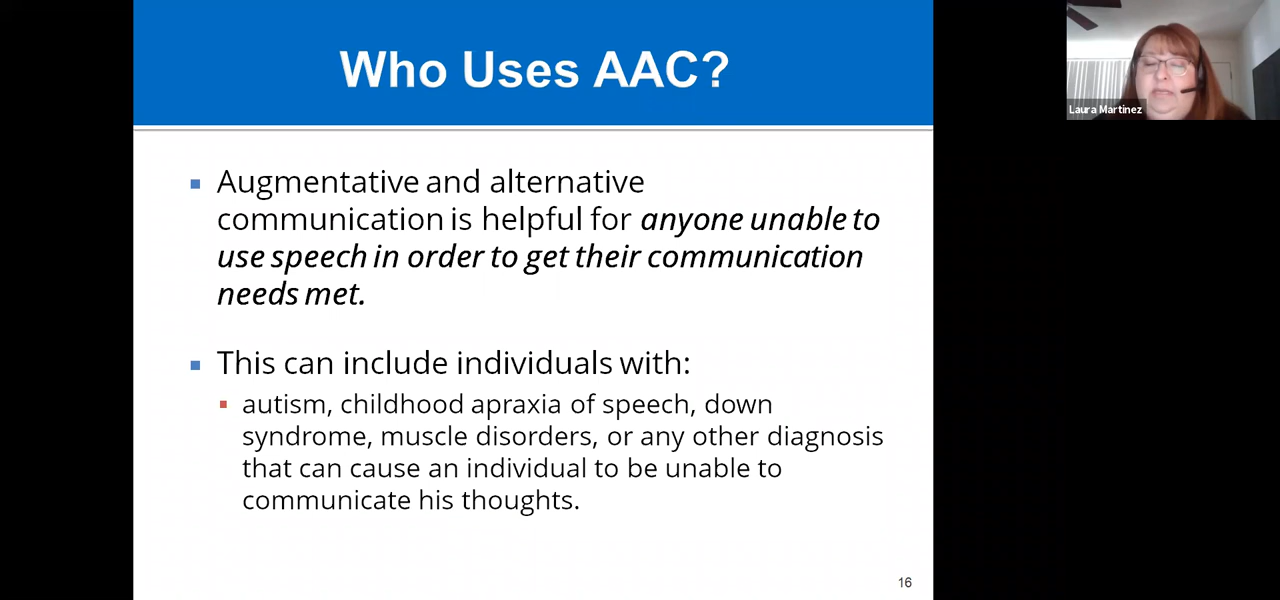 Who Uses AAC?
Laura Martinez
Augmentative and alternative
communication is helpful for anyone unable to
use speech in order to get their communication
needs met.
This can include individuals with:
autism, childhood apraxia of speech, down
syndrome, muscle disorders, or any other diagnosis
that can cause an individual to be unable to
communicate his thoughts.
16